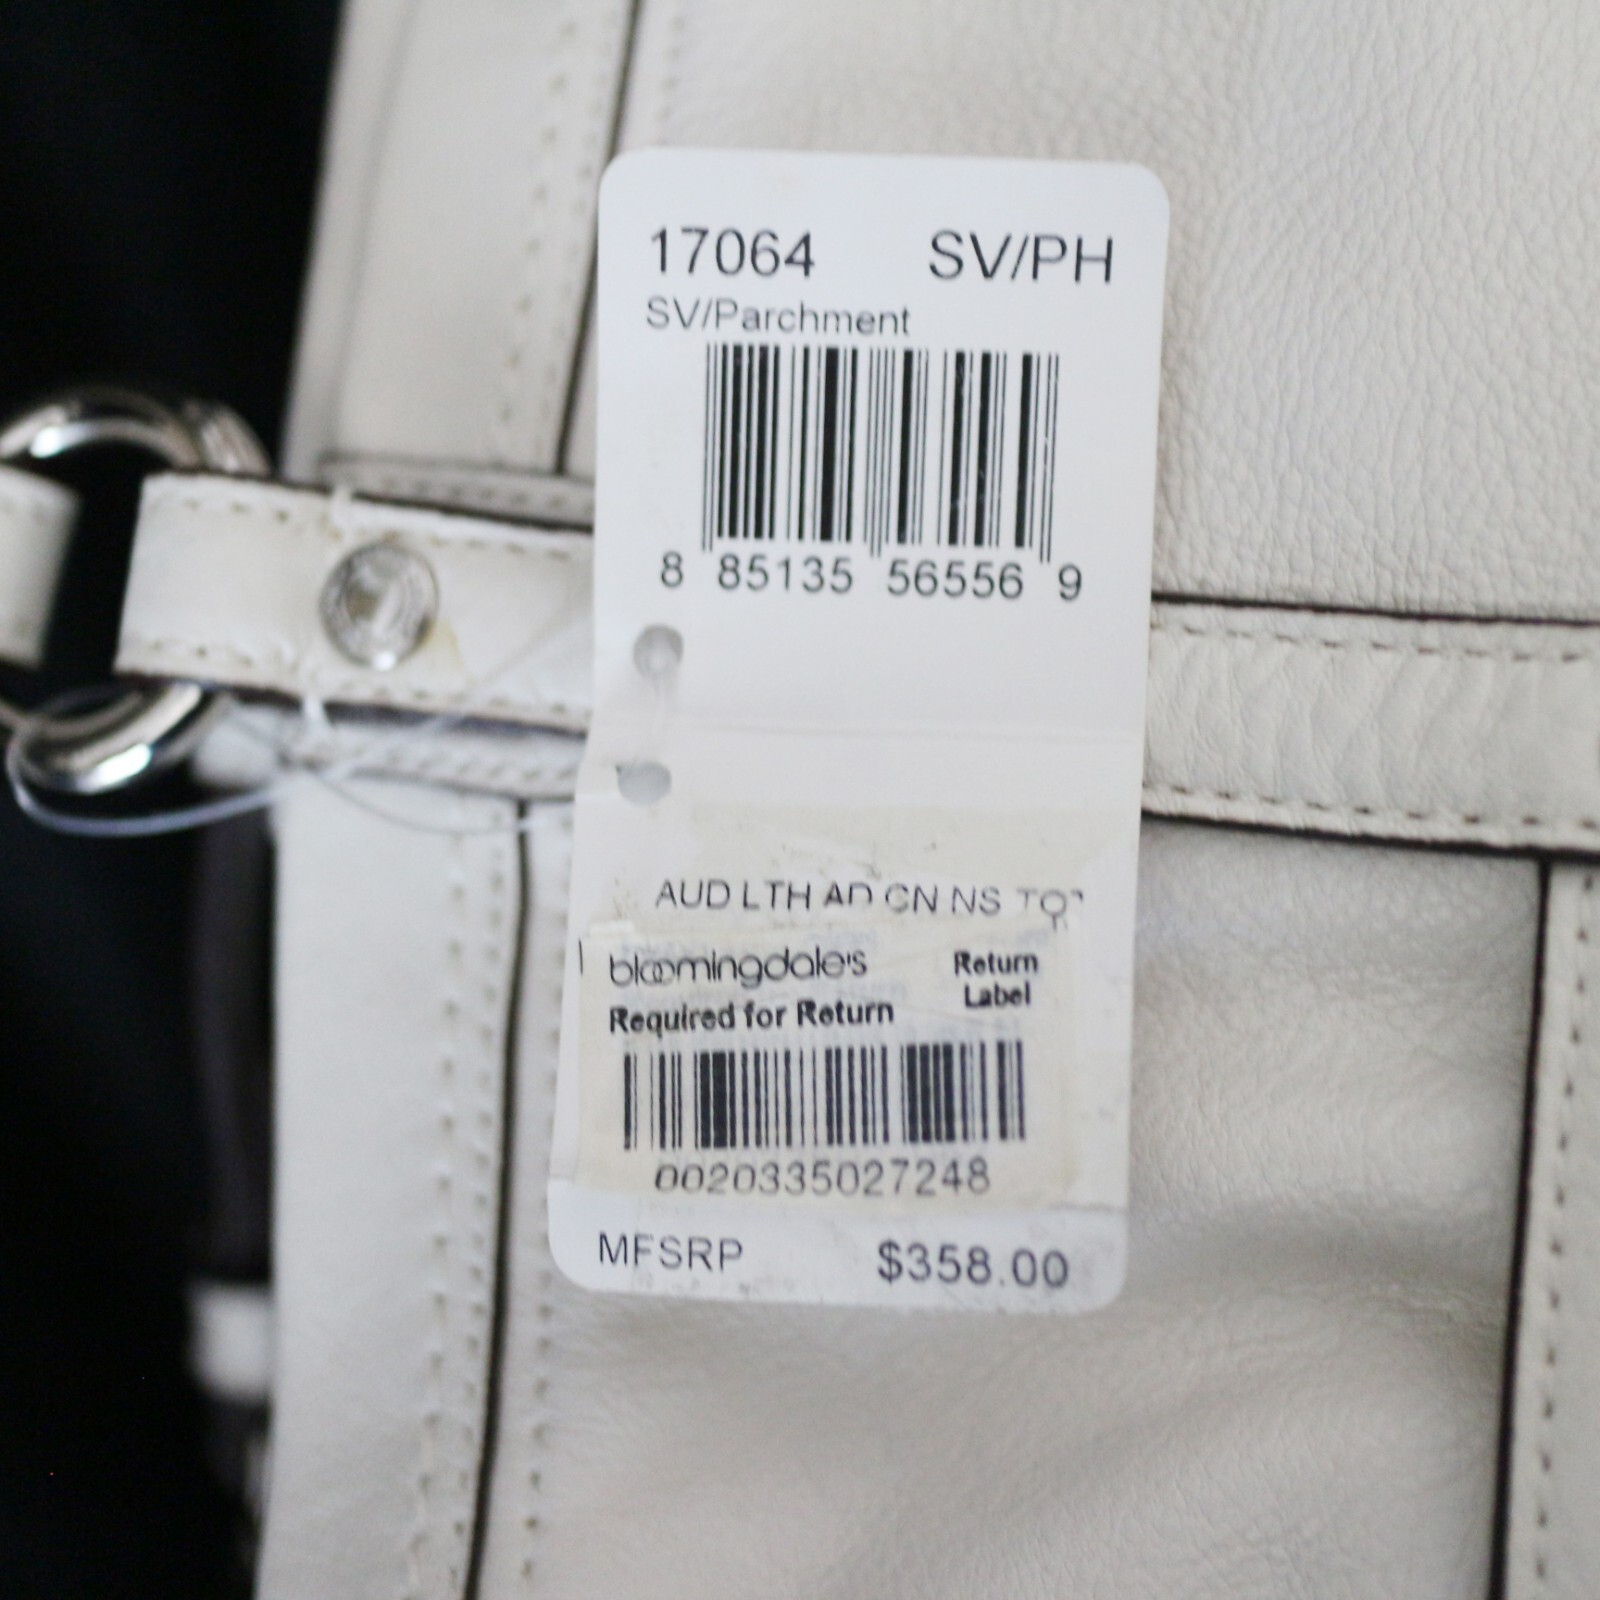 17064 SV/PH
SV/Parchment
8 85135 56556 9
AUD LTH AD CN NS
bloomingdale's Return
Label
Required for Return
0020335027248
MFSRP $358.00